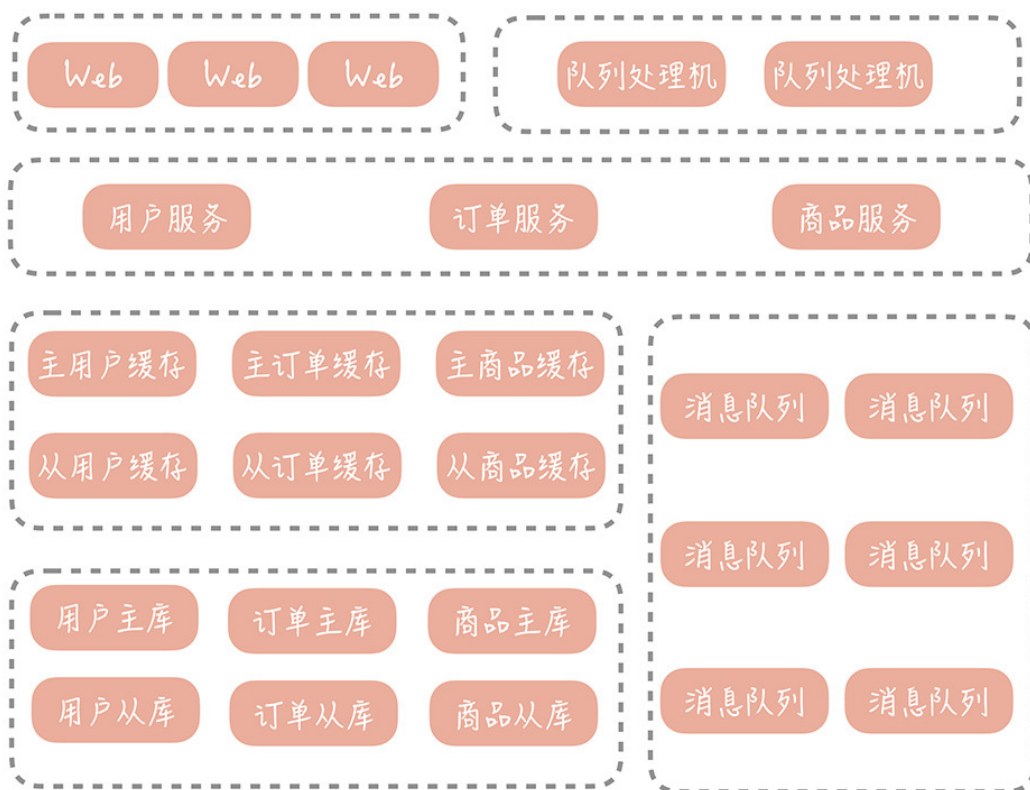 Web Web Web
队列处理机 队列处理机
用户服务 订单服务 商品服务
主用户缓存 主订单缓存 主商品缓存
从用户缓存 从订单缓存 从商品缓存
消息队列 消息队列
消息队列 消息队列
消息队列 消息队列
用户主库 订单主库 商品主库
用户从库 订单从库 商品从库